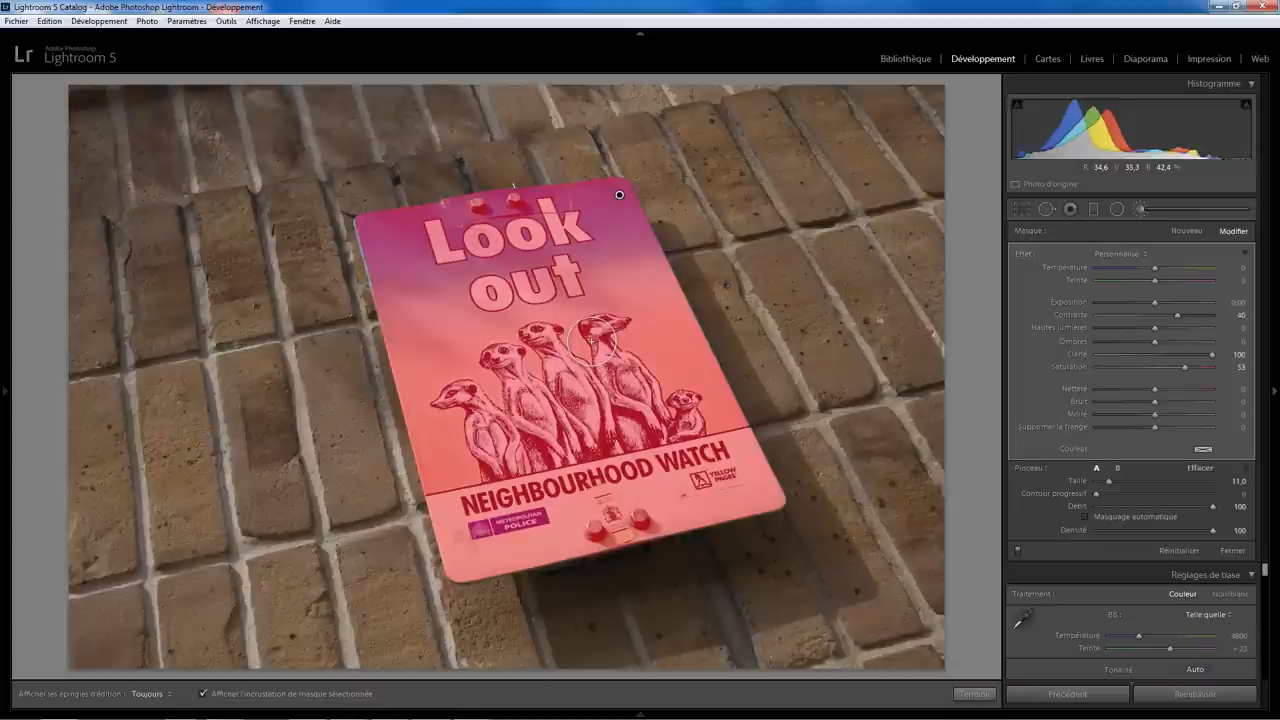 Lightroom 5 Catalog - Adobe Photoshop Lightroom - Développement
Fichier Edition Développement Photo Paramètres Outils Affichage Fenêtre Aide
Lr Adobe Photoshop
Lightroom 5
Bibliothèque | Développement | Cartes | Livres | Diaporama | Impression | Web
Histogramme
R 34,6 V 35,3 B 42,4 %
Photo d'origine
Masque : Nouveau Modifier
Effet : Personnalisé
Température 0
Teinte 0
Exposition 0,00
Contraste 40
Hautes lumières 0
Ombres 0
Clarté 100
Saturation 53
Netteté 0
Bruit 0
Moiré 0
Supprimer la frange 0
Couleur
Pinceau : A B Effacer
Taille 11,0
Contour progressif 0
Débit 100
Masquage automatique
Densité 100
Réinitialiser Fermer
Réglages de base
Traitement : Couleur Noir/blanc
BB : Telle quelle
Température 4800
Teinte + 23
Tonalité Auto
Précédent Réinitialiser
Look
out
NEIGHBOURHOOD WATCH
METROPOLITAN
POLICE
YELLOW
PAGES
Afficher les épingles d'édition : Toujours Afficher l'incrustation de masque sélectionnée Terminé